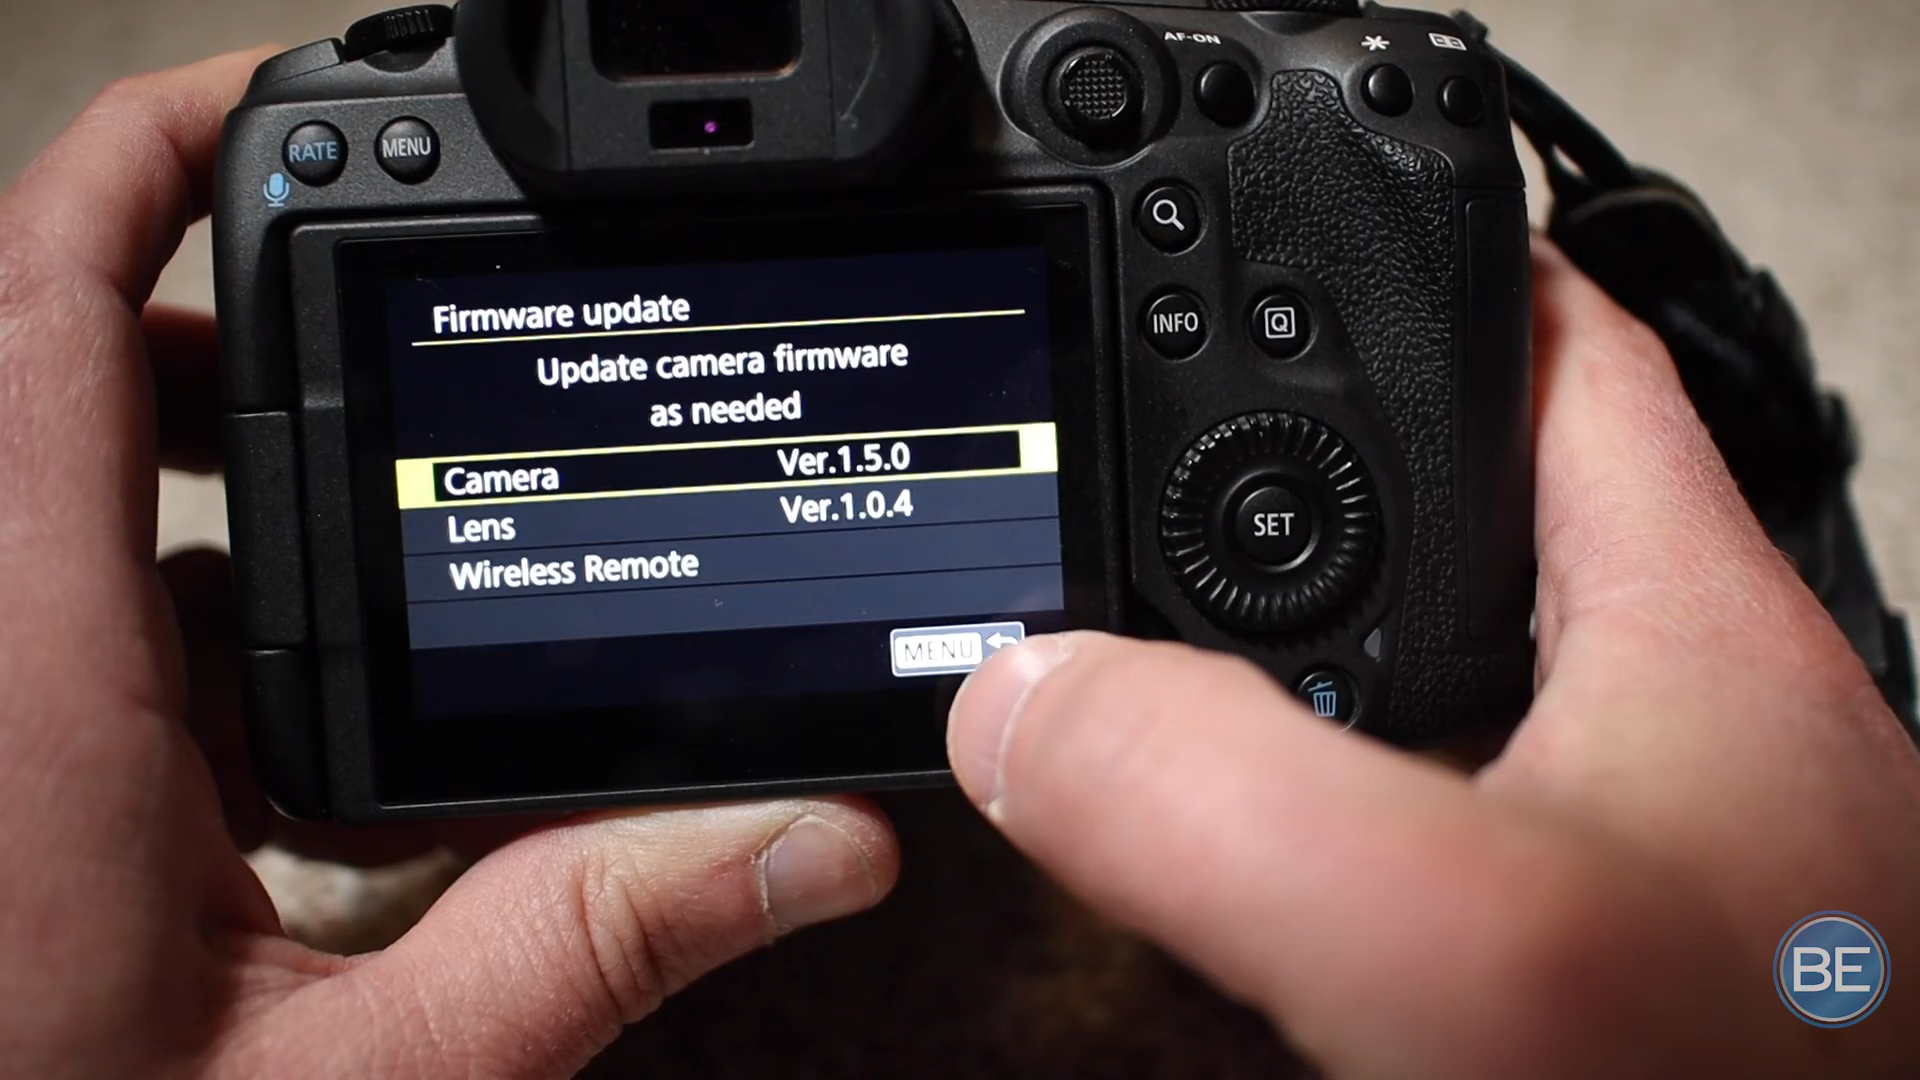 AF-ON
RATE
MENU
INFO
Q
SET
Firmware update
Update camera firmware
as needed
Camera Ver.1.5.0
Lens Ver.1.0.4
Wireless Remote
MENU
BE